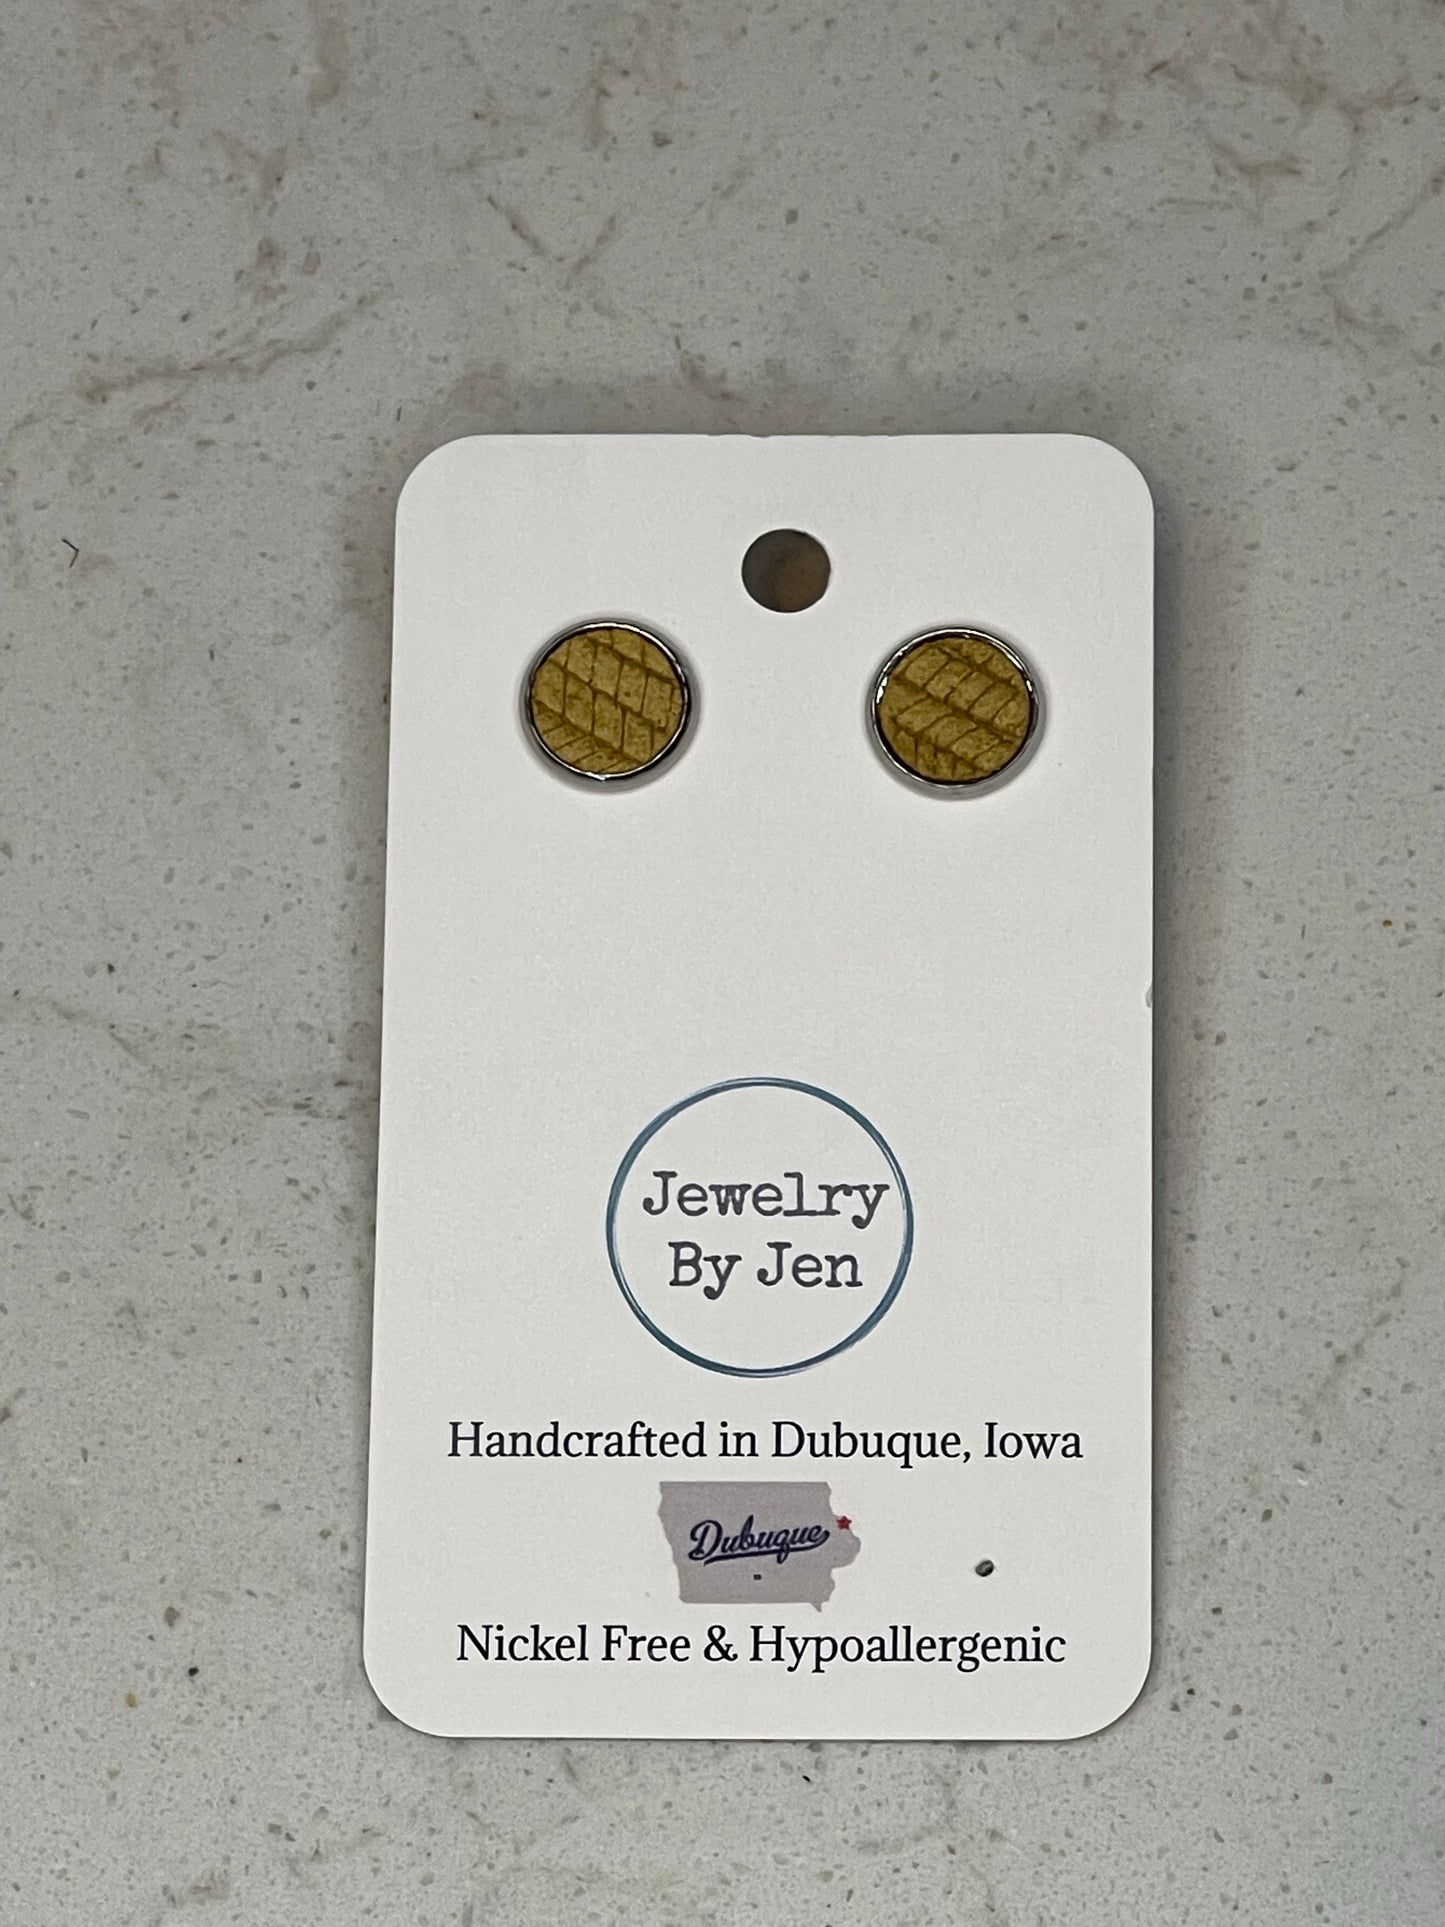 Jewelry
By Jen
Handcrafted in Dubuque, Iowa
Dubuque
Nickel Free & Hypoallergenic